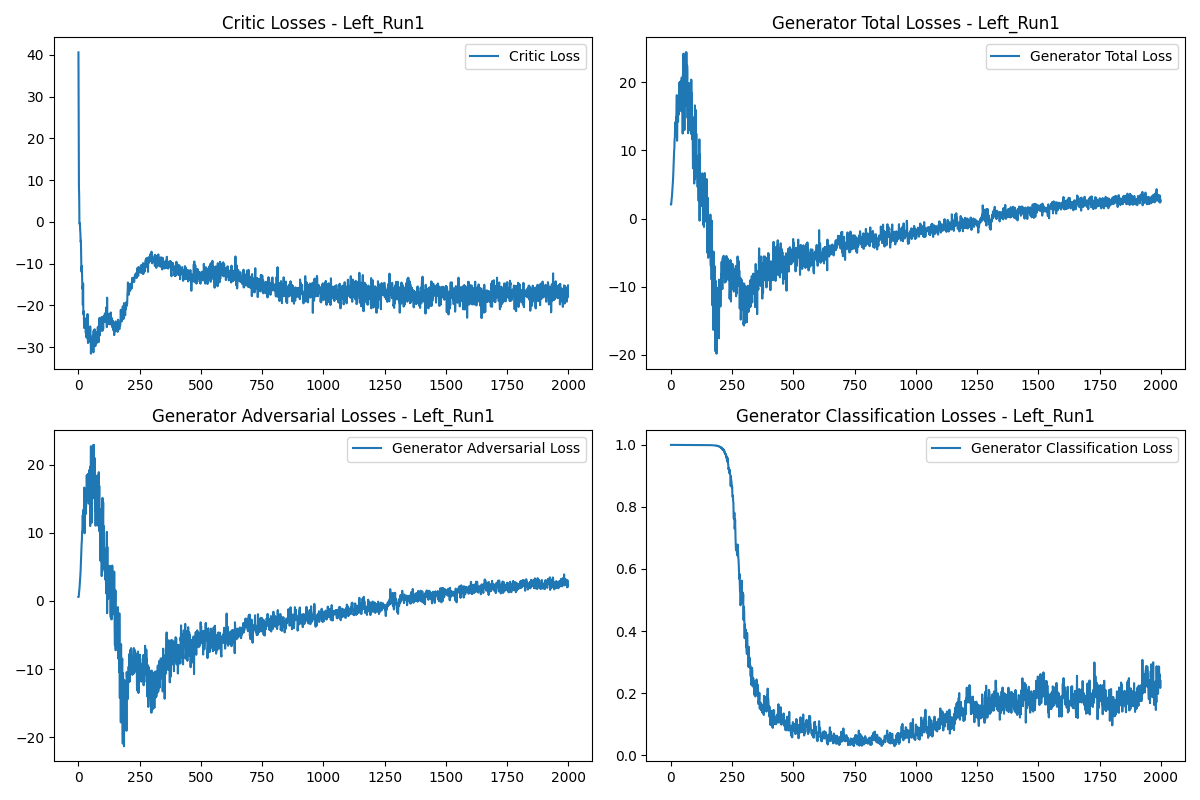 Critic Losses - Left_Run1
Critic Loss
40
30
20
10
0
−10
−20
−30
0 250 500 750 1000 1250 1500 1750 2000
Generator Total Losses - Left_Run1
Generator Total Loss
20
10
0
−10
−20
0 250 500 750 1000 1250 1500 1750 2000
Generator Adversarial Losses - Left_Run1
Generator Adversarial Loss
20
10
0
−10
−20
0 250 500 750 1000 1250 1500 1750 2000
Generator Classification Losses - Left_Run1
Generator Classification Loss
1.0
0.8
0.6
0.4
0.2
0.0
0 250 500 750 1000 1250 1500 1750 2000